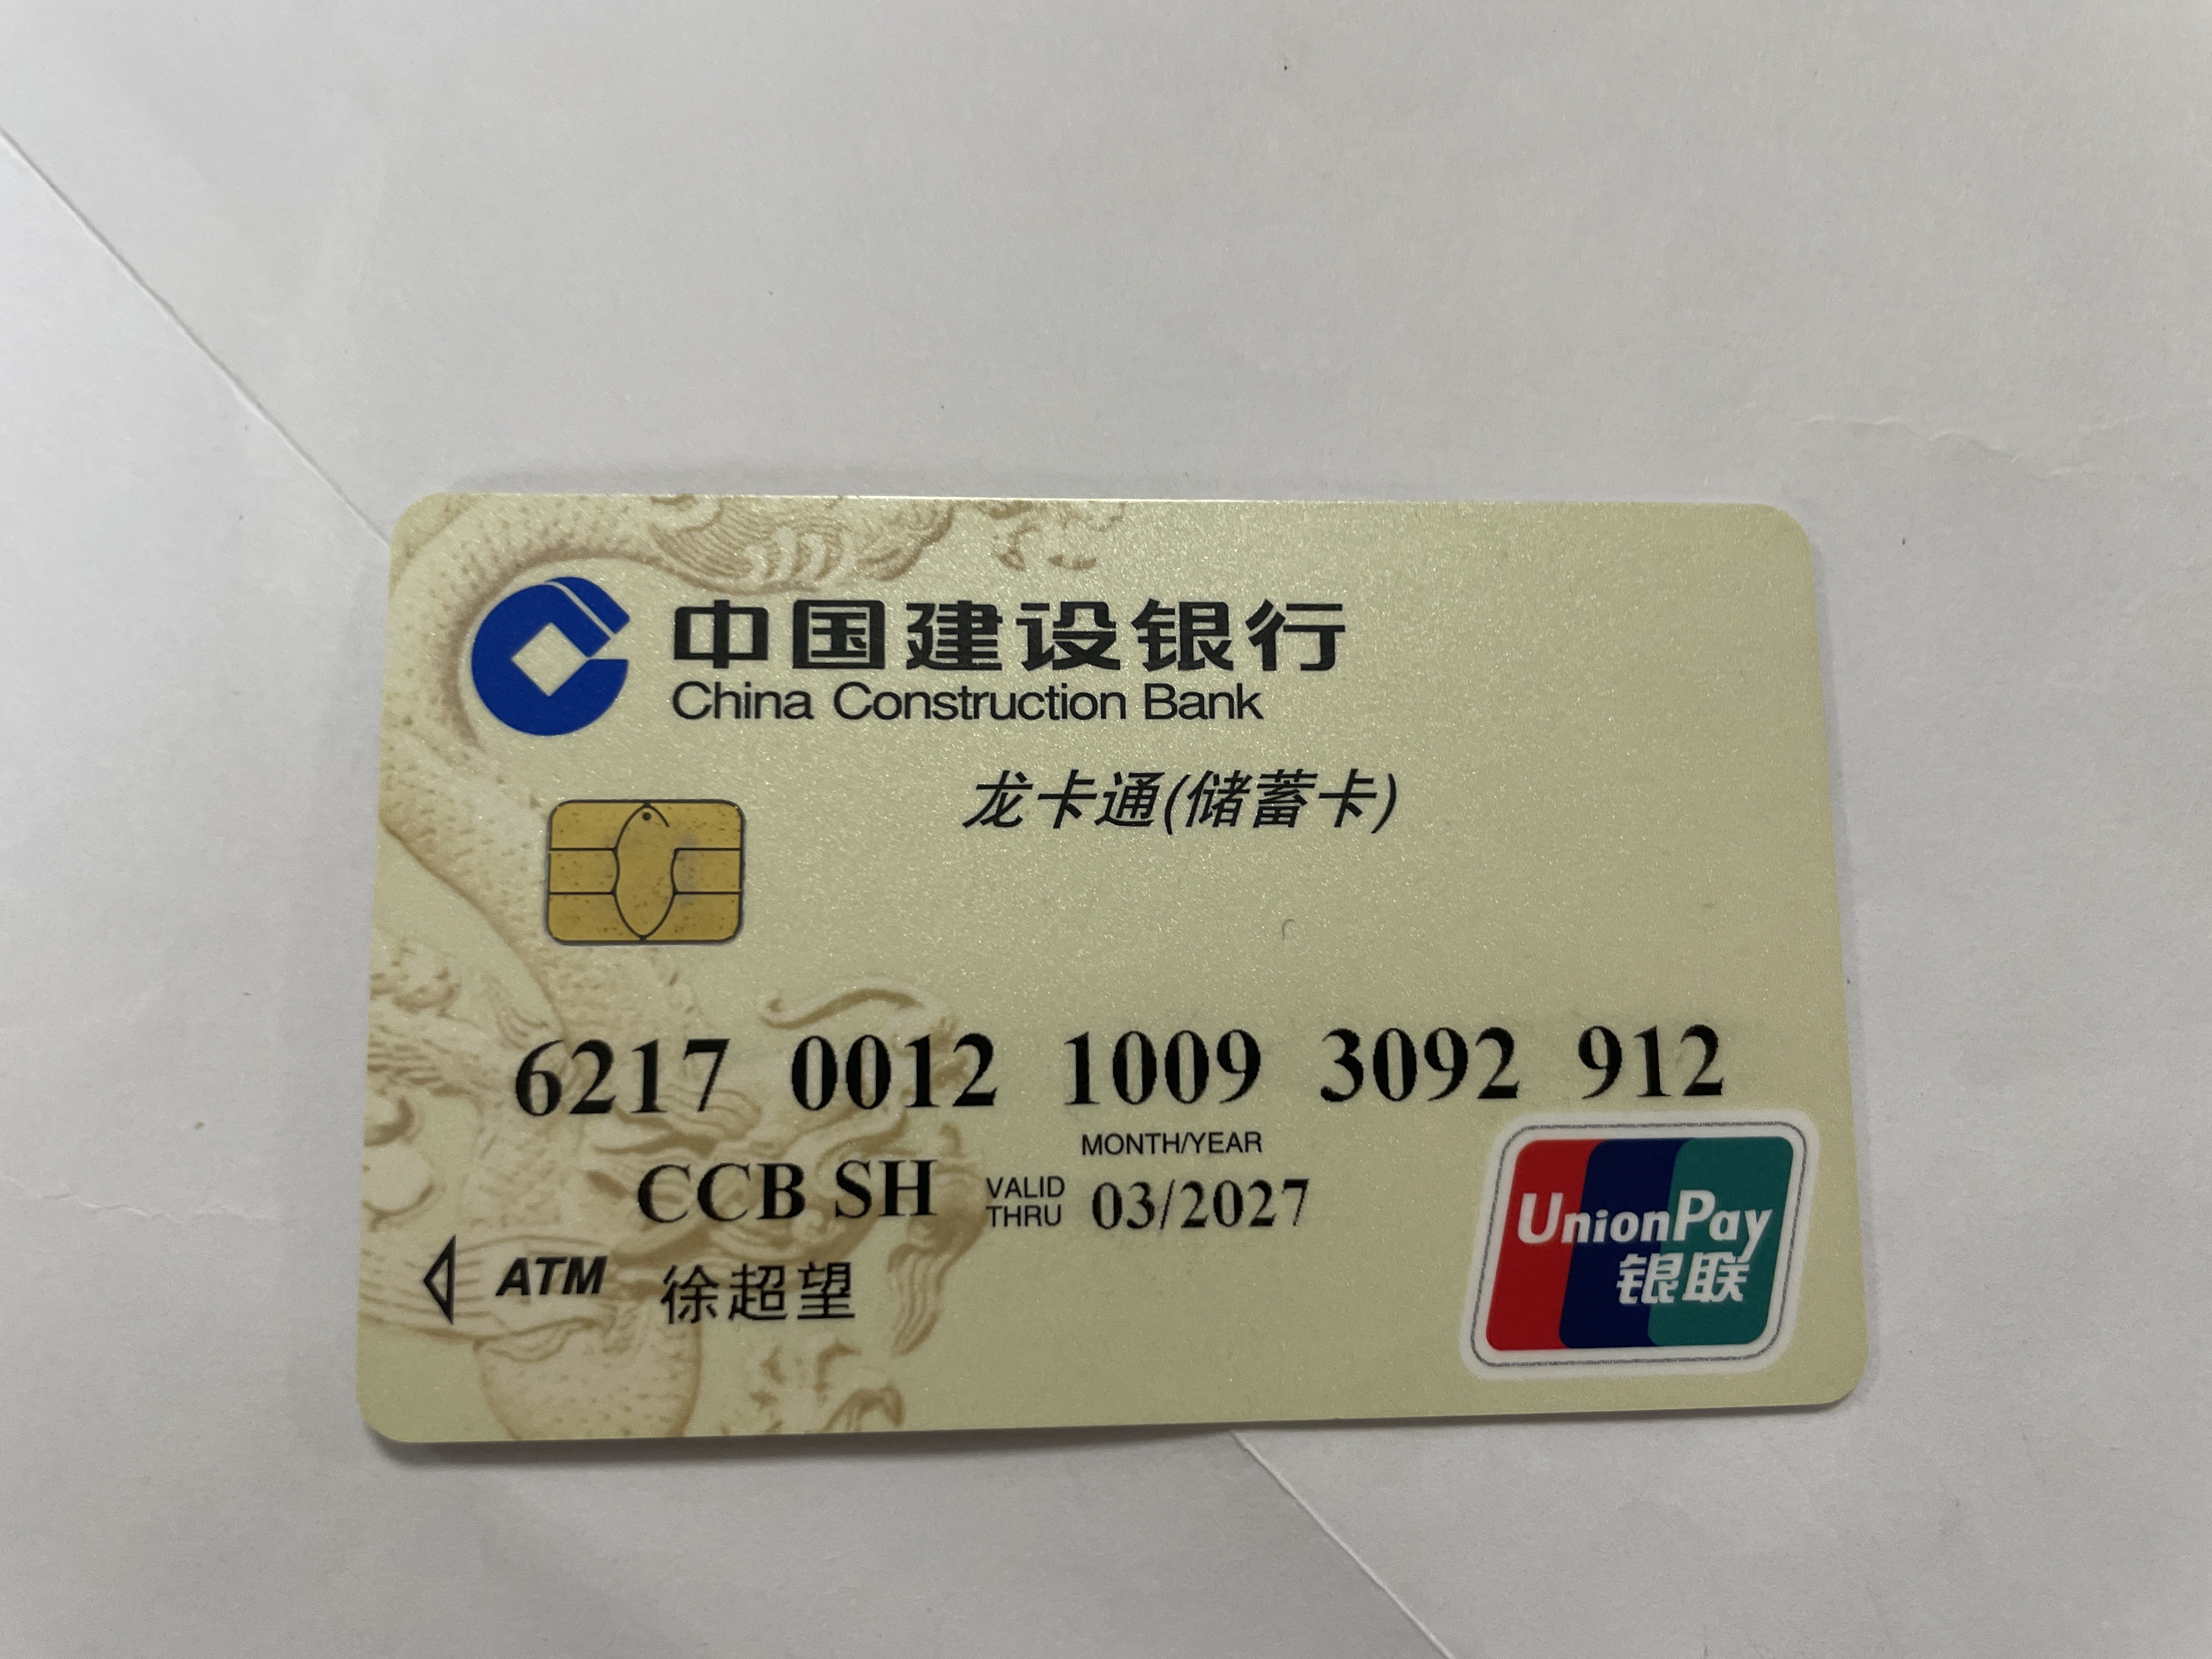 中国建设银行
China Construction Bank
龙卡通(储蓄卡)
6217 0012 1009 3092 912
MONTH/YEAR
CCB SH VALID THRU 03/2027
ATM 徐超望
UnionPay
银联